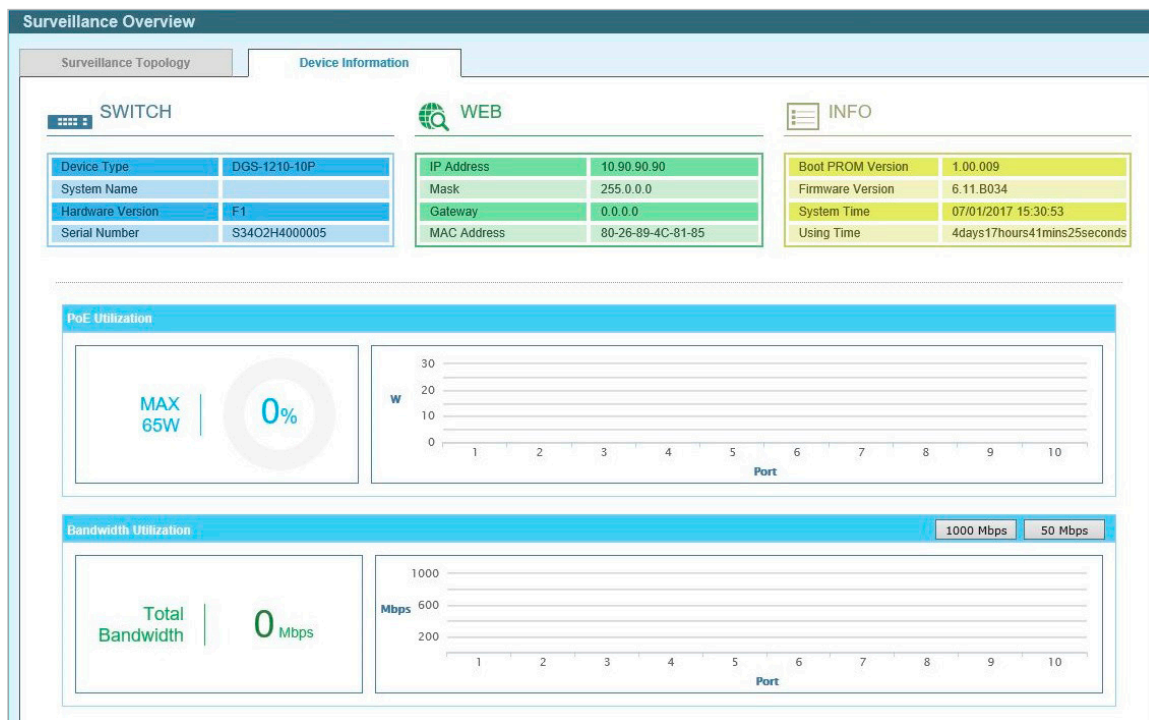 Surveillance Overview
Surveillance Topology
Device Information
SWITCH
Device Type DGS-1210-10P
System Name
Hardware Version F1
Serial Number S34O2H4000005
WEB
IP Address 10.90.90.90
Mask 255.0.0.0
Gateway 0.0.0.0
MAC Address 80-26-89-4C-81-85
INFO
Boot PROM Version 1.00.009
Firmware Version 6.11.B034
System Time 07/01/2017 15:30:53
Using Time 4days17hours41mins25seconds
PoE Utilization
MAX
65W
0%
30
20
W
10
0
1 2 3 4 5 6 7 8 9 10
Port
Bandwidth Utilization
1000 Mbps
50 Mbps
Total
Bandwidth
0 Mbps
1000
Mbps 600
200
1 2 3 4 5 6 7 8 9 10
Port